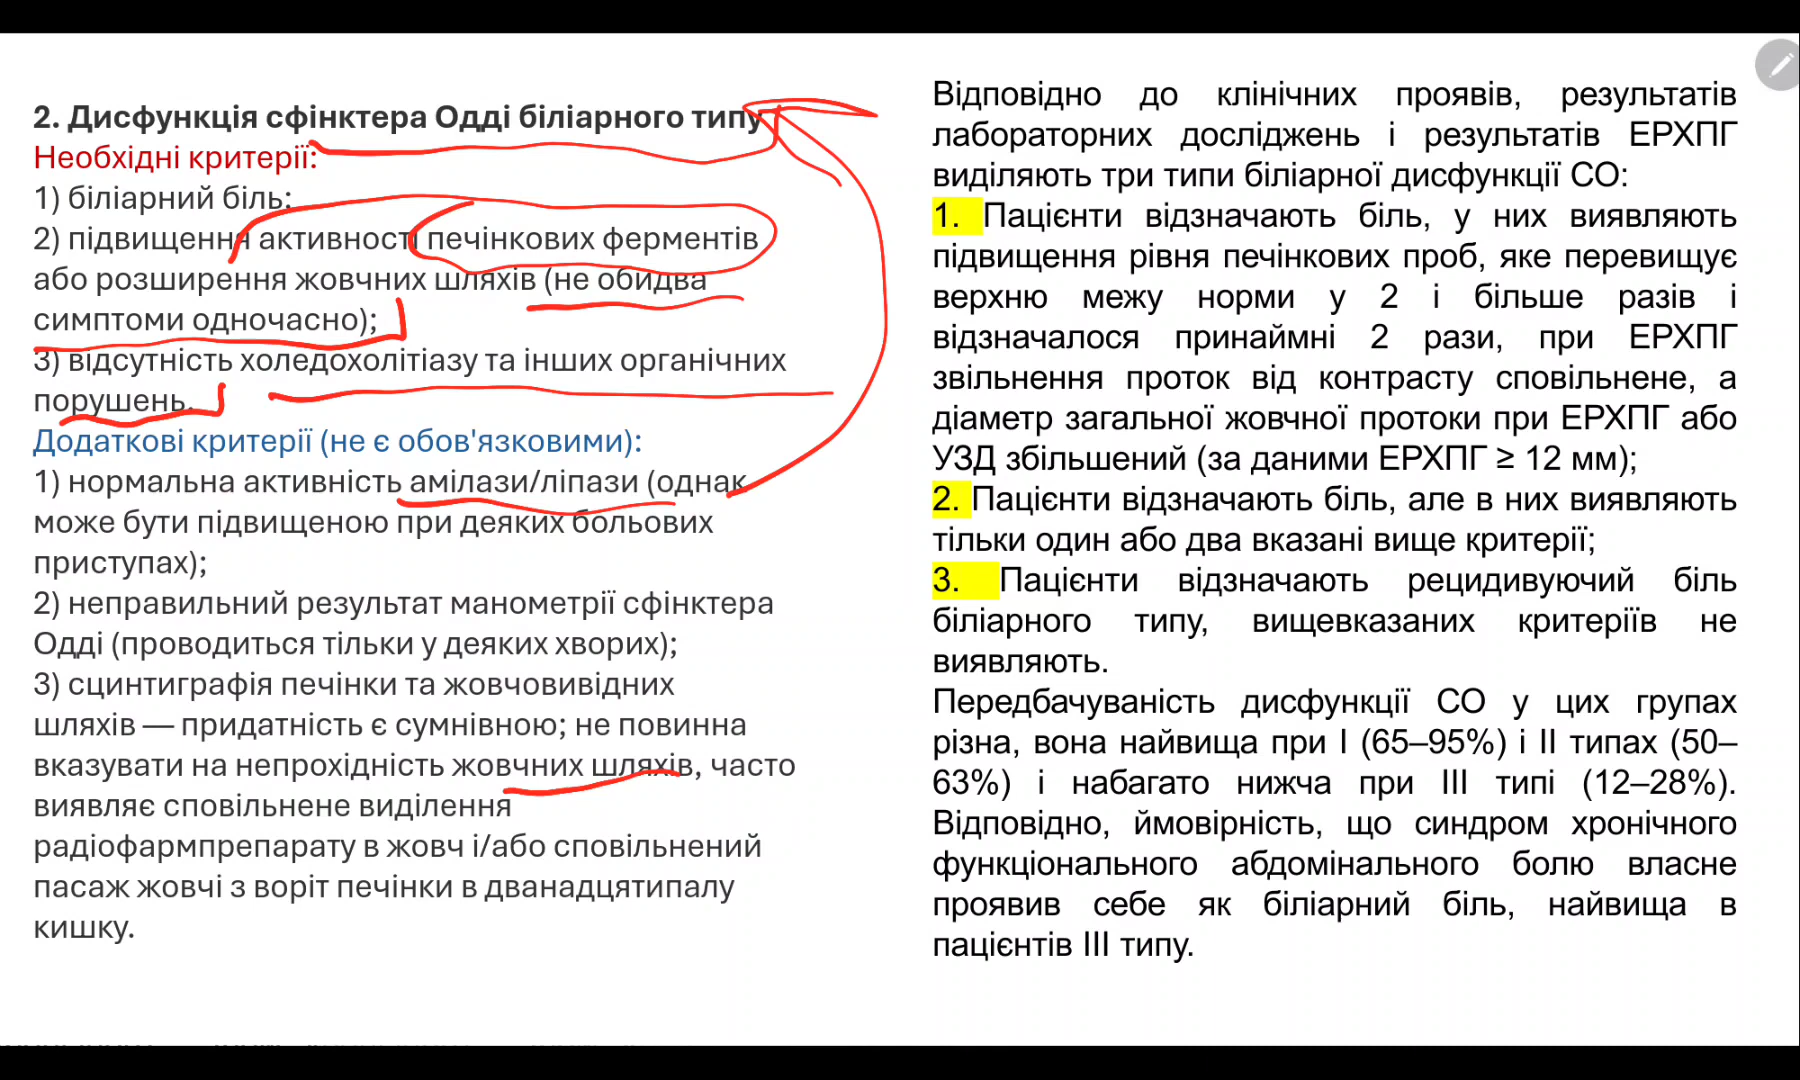 2. Дисфункція сфінктера Одді біліарного типу
Необхідні критерії:
1) біліарний біль;
2) підвищення активності печінкових ферментів
або розширення жовчних шляхів (не обидва
симптоми одночасно);
3) відсутність холедохолітіазу та інших органічних
порушень.
Додаткові критерії (не є обов'язковими):
1) нормальна активність амілази/ліпази (однак
може бути підвищеною при деяких больових
приступах);
2) неправильний результат манометрії сфінктера
Одді (проводиться тільки у деяких хворих);
3) сцинтиграфія печінки та жовчовивідних
шляхів — придатність є сумнівною; не повинна
вказувати на непрохідність жовчних шляхів, часто
виявляє сповільнене виділення
радіофармпрепарату в жовч і/або сповільнений
пасаж жовчі з воріт печінки в дванадцятипалу
кишку.
Відповідно до клінічних проявів, результатів
лабораторних досліджень і результатів ЕРХПГ
виділяють три типи біліарної дисфункції СО:
1. Пацієнти відзначають біль, у них виявляють
підвищення рівня печінкових проб, яке перевищує
верхню межу норми у 2 і більше разів і
відзначалося принаймні 2 рази, при ЕРХПГ
звільнення проток від контрасту сповільнене, а
діаметр загальної жовчної протоки при ЕРХПГ або
УЗД збільшений (за даними ЕРХПГ ≥ 12 мм);
2. Пацієнти відзначають біль, але в них виявляють
тільки один або два вказані вище критерії;
3. Пацієнти відзначають рецидивуючий біль
біліарного типу, вищевказаних критеріїв не
виявляють.
Передбачуваність дисфункції СО у цих групах
різна, вона найвища при І (65–95%) і ІІ типах (50–
63%) і набагато нижча при ІІІ типі (12–28%).
Відповідно, ймовірність, що синдром хронічного
функціонального абдомінального болю власне
проявив себе як біліарний біль, найвища в
пацієнтів ІІІ типу.